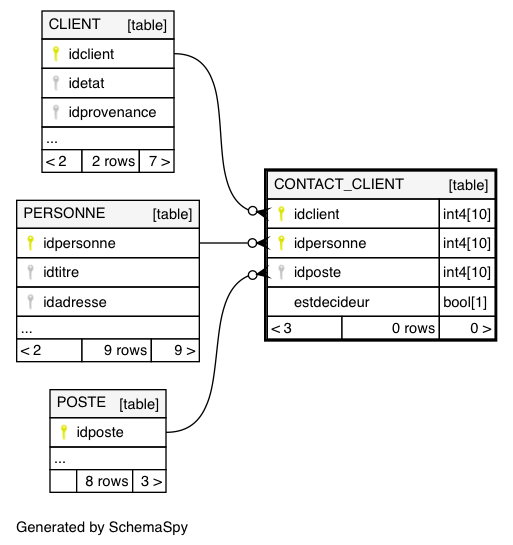 CLIENT [table]
idclient
idetat
idprovenance
...
< 2 2 rows 7 >
PERSONNE [table]
idpersonne
idtitre
idadresse
...
< 2 9 rows 9 >
POSTE [table]
idposte
...
8 rows 3 >
CONTACT_CLIENT [table]
idclient int4[10]
idpersonne int4[10]
idposte int4[10]
estdecideur bool[1]
< 3 0 rows 0 >
Generated by SchemaSpy